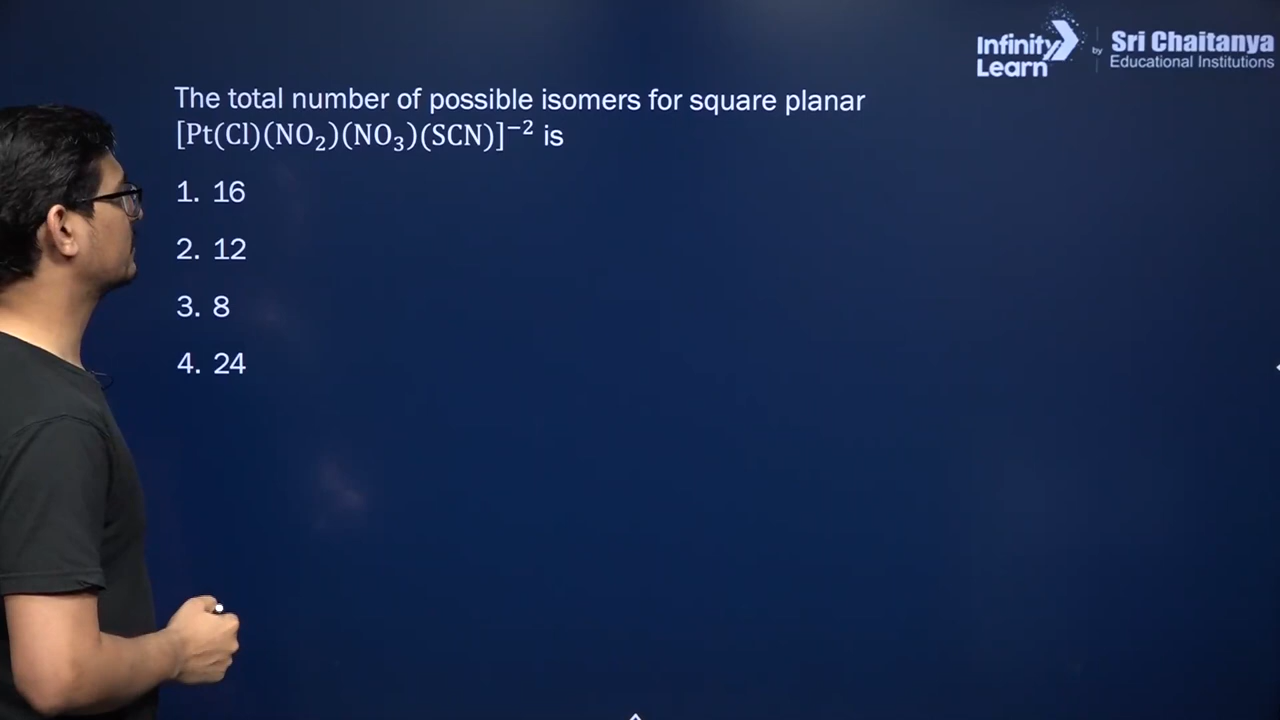 Infinity Learn by Sri Chaitanya Educational Institutions
The total number of possible isomers for square planar
[Pt(Cl)(NO₂)(NO₃)(SCN)]⁻² is
1. 16
2. 12
3. 8
4. 24